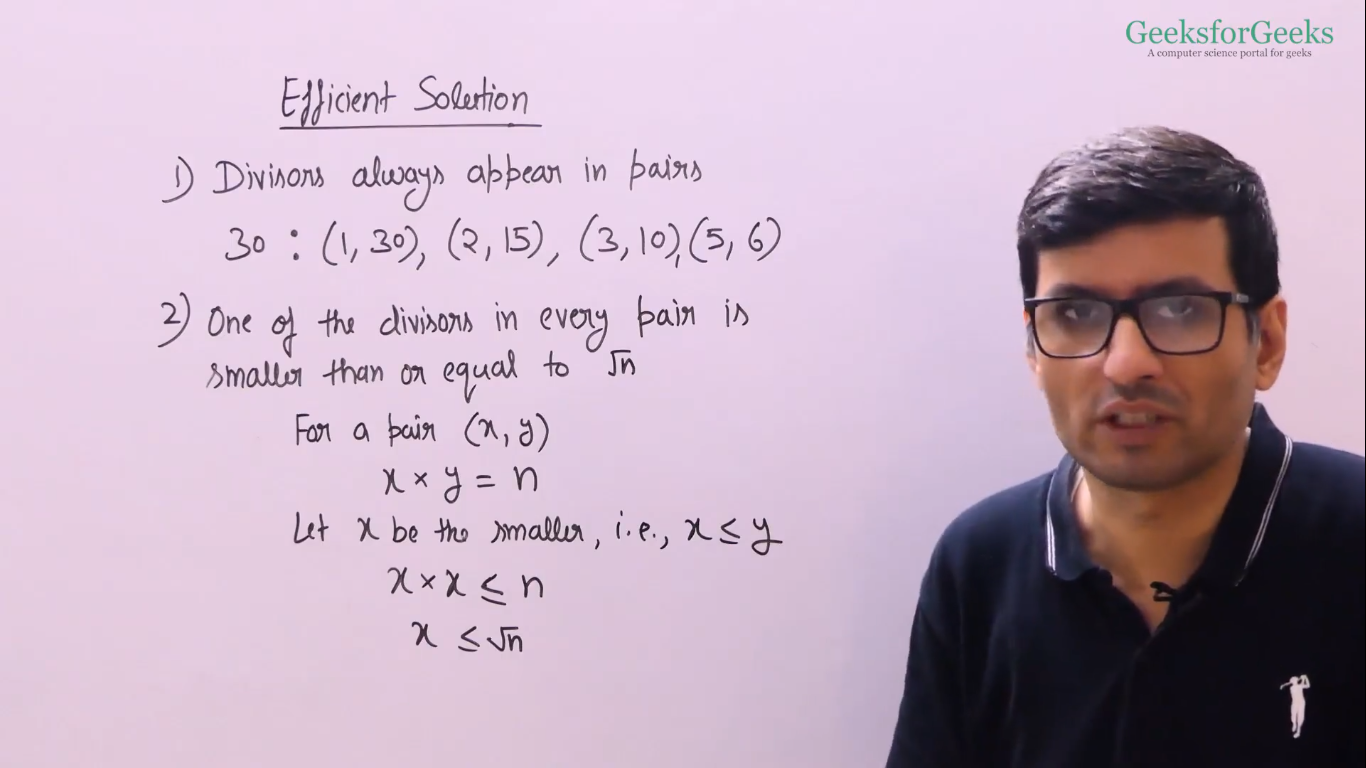 GeeksforGeeks
A computer science portal for geeks
Efficient Solution
1) Divisors always appear in pairs
30 : (1, 30), (2, 15), (3, 10), (5, 6)
2) One of the divisors in every pair is
smaller than or equal to √n
For a pair (x, y)
x × y = n
Let x be the smaller, i.e., x ≤ y
x × x ≤ n
x ≤ √n